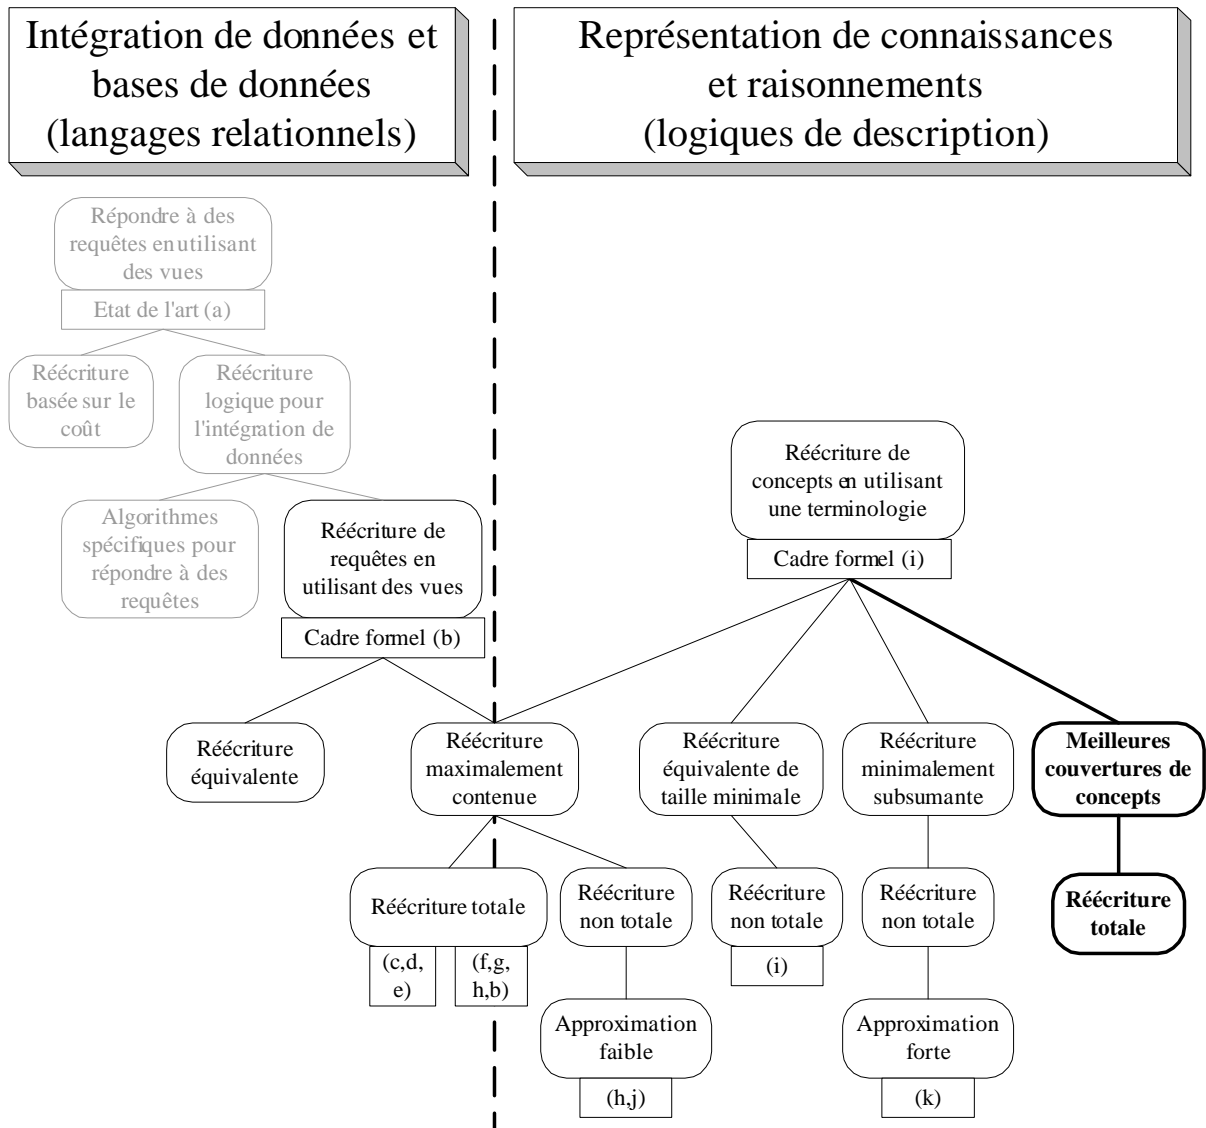 Intégration de données et
bases de données
(langages relationnels)
Représentation de connaissances
et raisonnements
(logiques de description)
Répondre à des
requêtes en utilisant
des vues
Etat de l'art (a)
Réécriture
basée sur le
coût
Réécriture
logique pour
l'intégration de
données
Algorithmes
spécifiques pour
répondre à des
requêtes
Réécriture de
requêtes en
utilisant des vues
Cadre formel (b)
Réécriture de
concepts en utilisant
une terminologie
Cadre formel (i)
Réécriture
équivalente
Réécriture
maximalement
contenue
Réécriture
équivalente de
taille minimale
Réécriture
minimalement
subsumante
Meilleures
couvertures de
concepts
Réécriture totale
(c,d,
e)
(f,g,
h,b)
Réécriture
non totale
Réécriture
non totale
(i)
Réécriture
non totale
Réécriture
totale
Approximation
faible
(h,j)
Approximation
forte
(k)